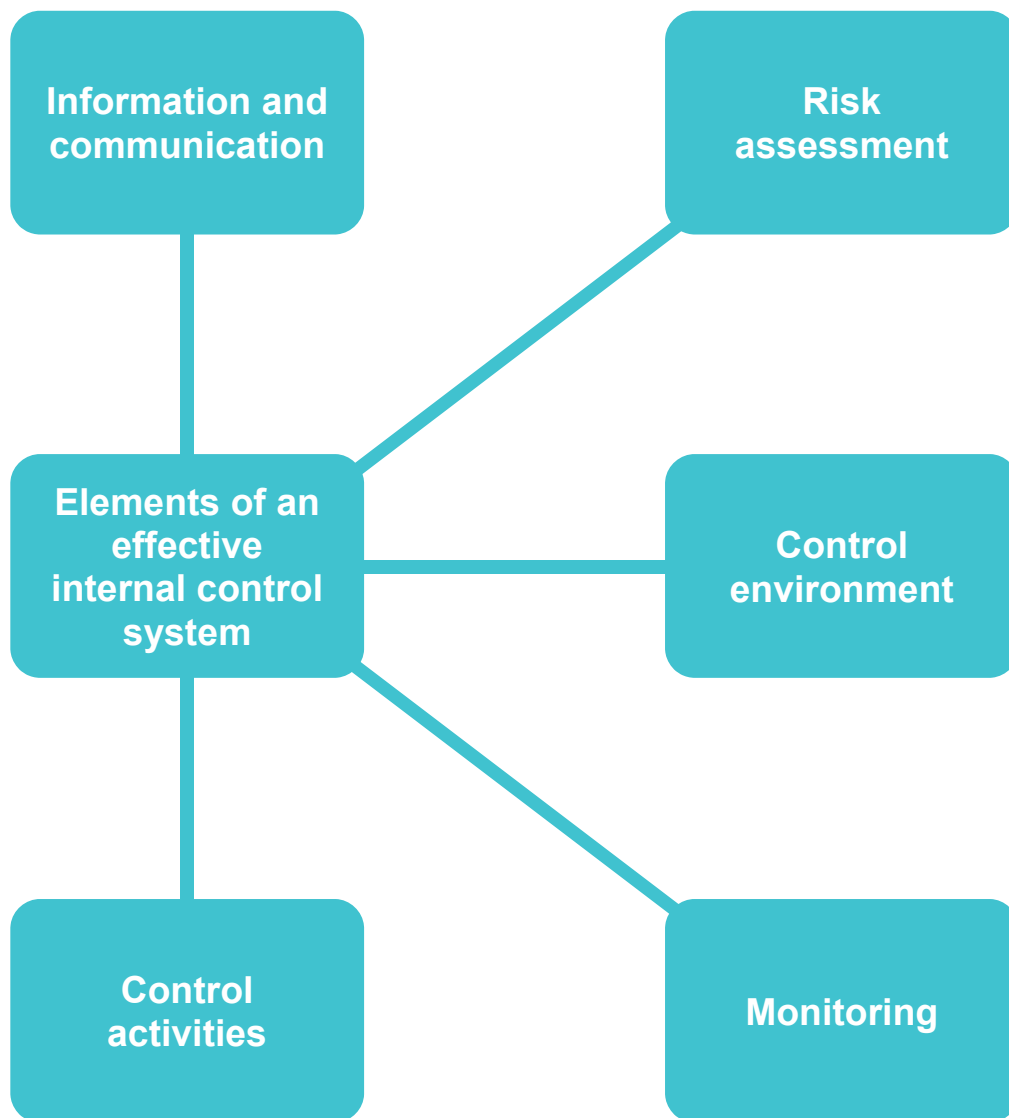 Information and
communication
Risk
assessment
Elements of an
effective
internal control
system
Control
environment
Control
activities
Monitoring